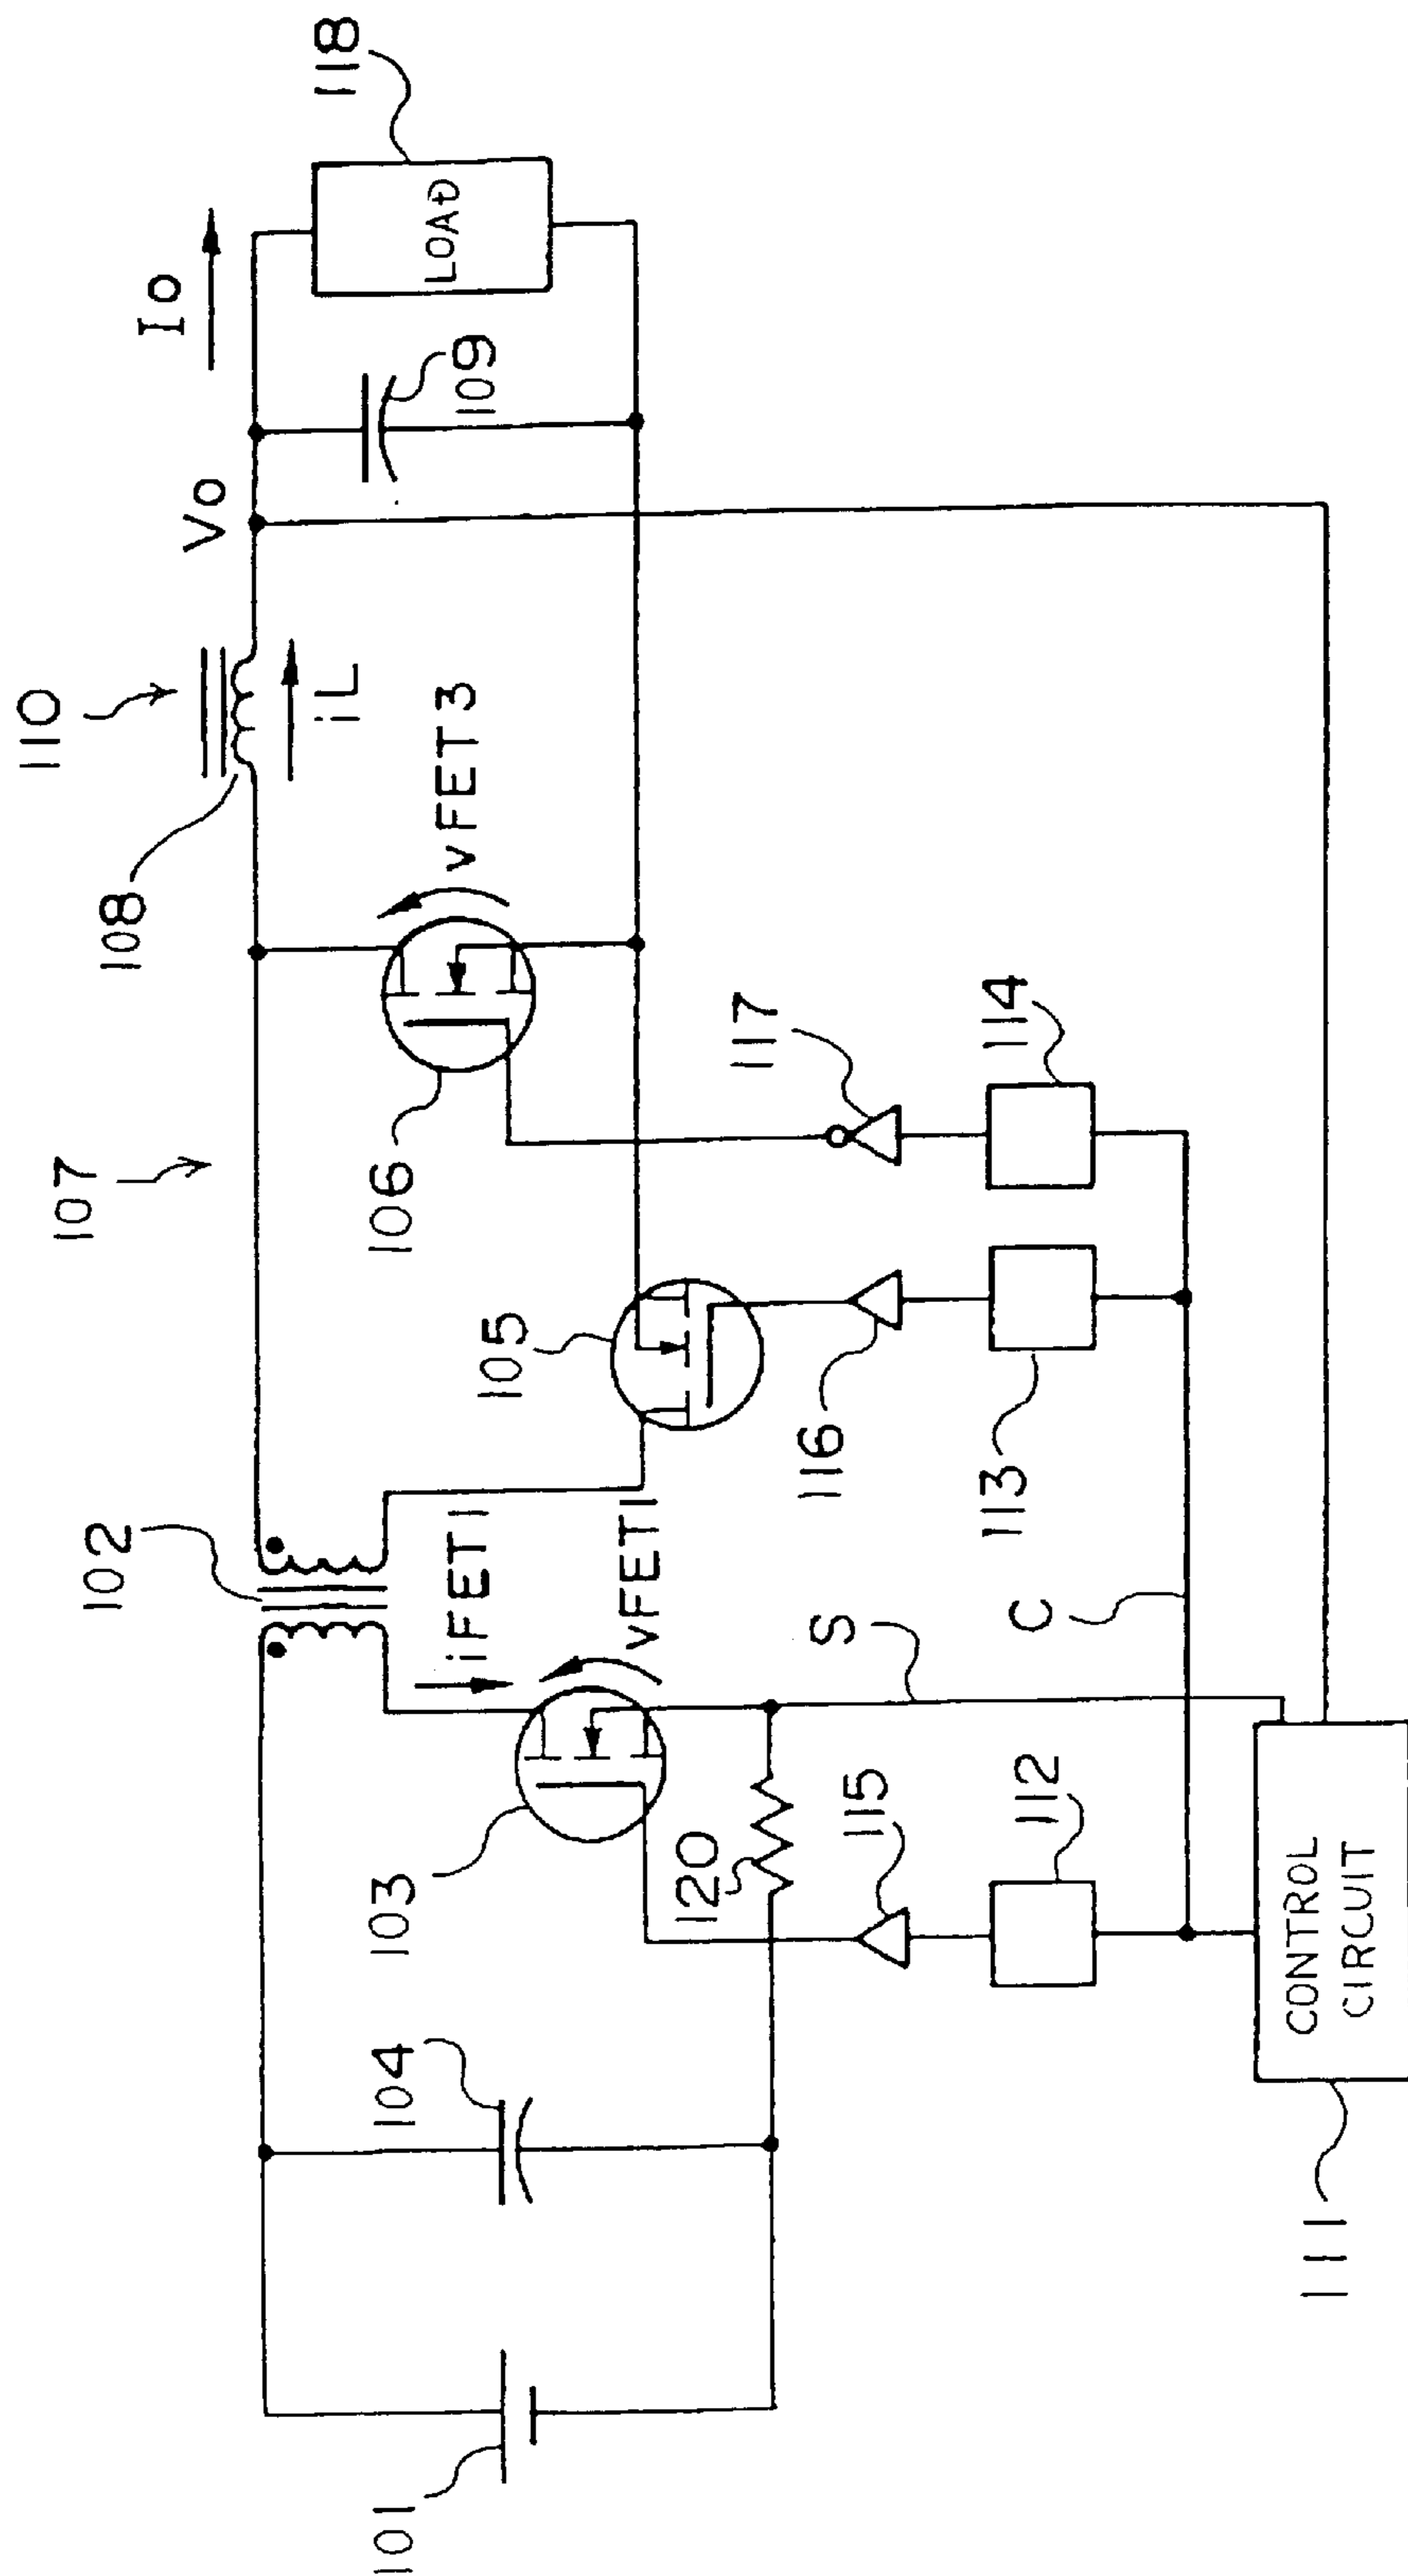 110
Io
118
107
108
Vo
iL
LOAD
109
vFET3
102
106
105
117
114
iFET1
vFET1
116
113
103
S
C
104
120
115
112
101
CONTROL
CIRCUIT
111